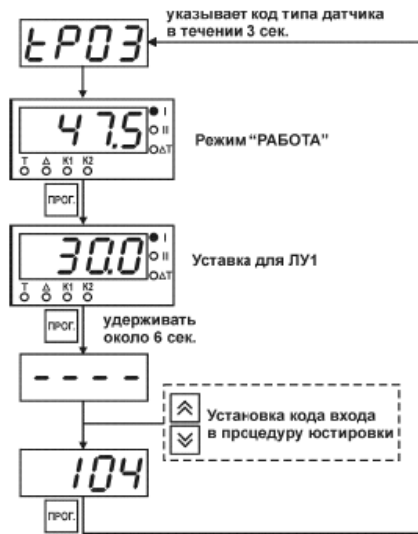 указывает код типа датчика
в течении 3 сек.
tP03
47.5
I
II
ΔT
T Δ K1 K2
Режим “РАБОТА”
ПРОГ.
30.0
I
II
ΔT
T Δ K1 K2
Уставка для ЛУ1
ПРОГ.
удерживать
около 6 сек.
- - - -
Установка кода входа
в прцедуру юстировки
104
ПРОГ.